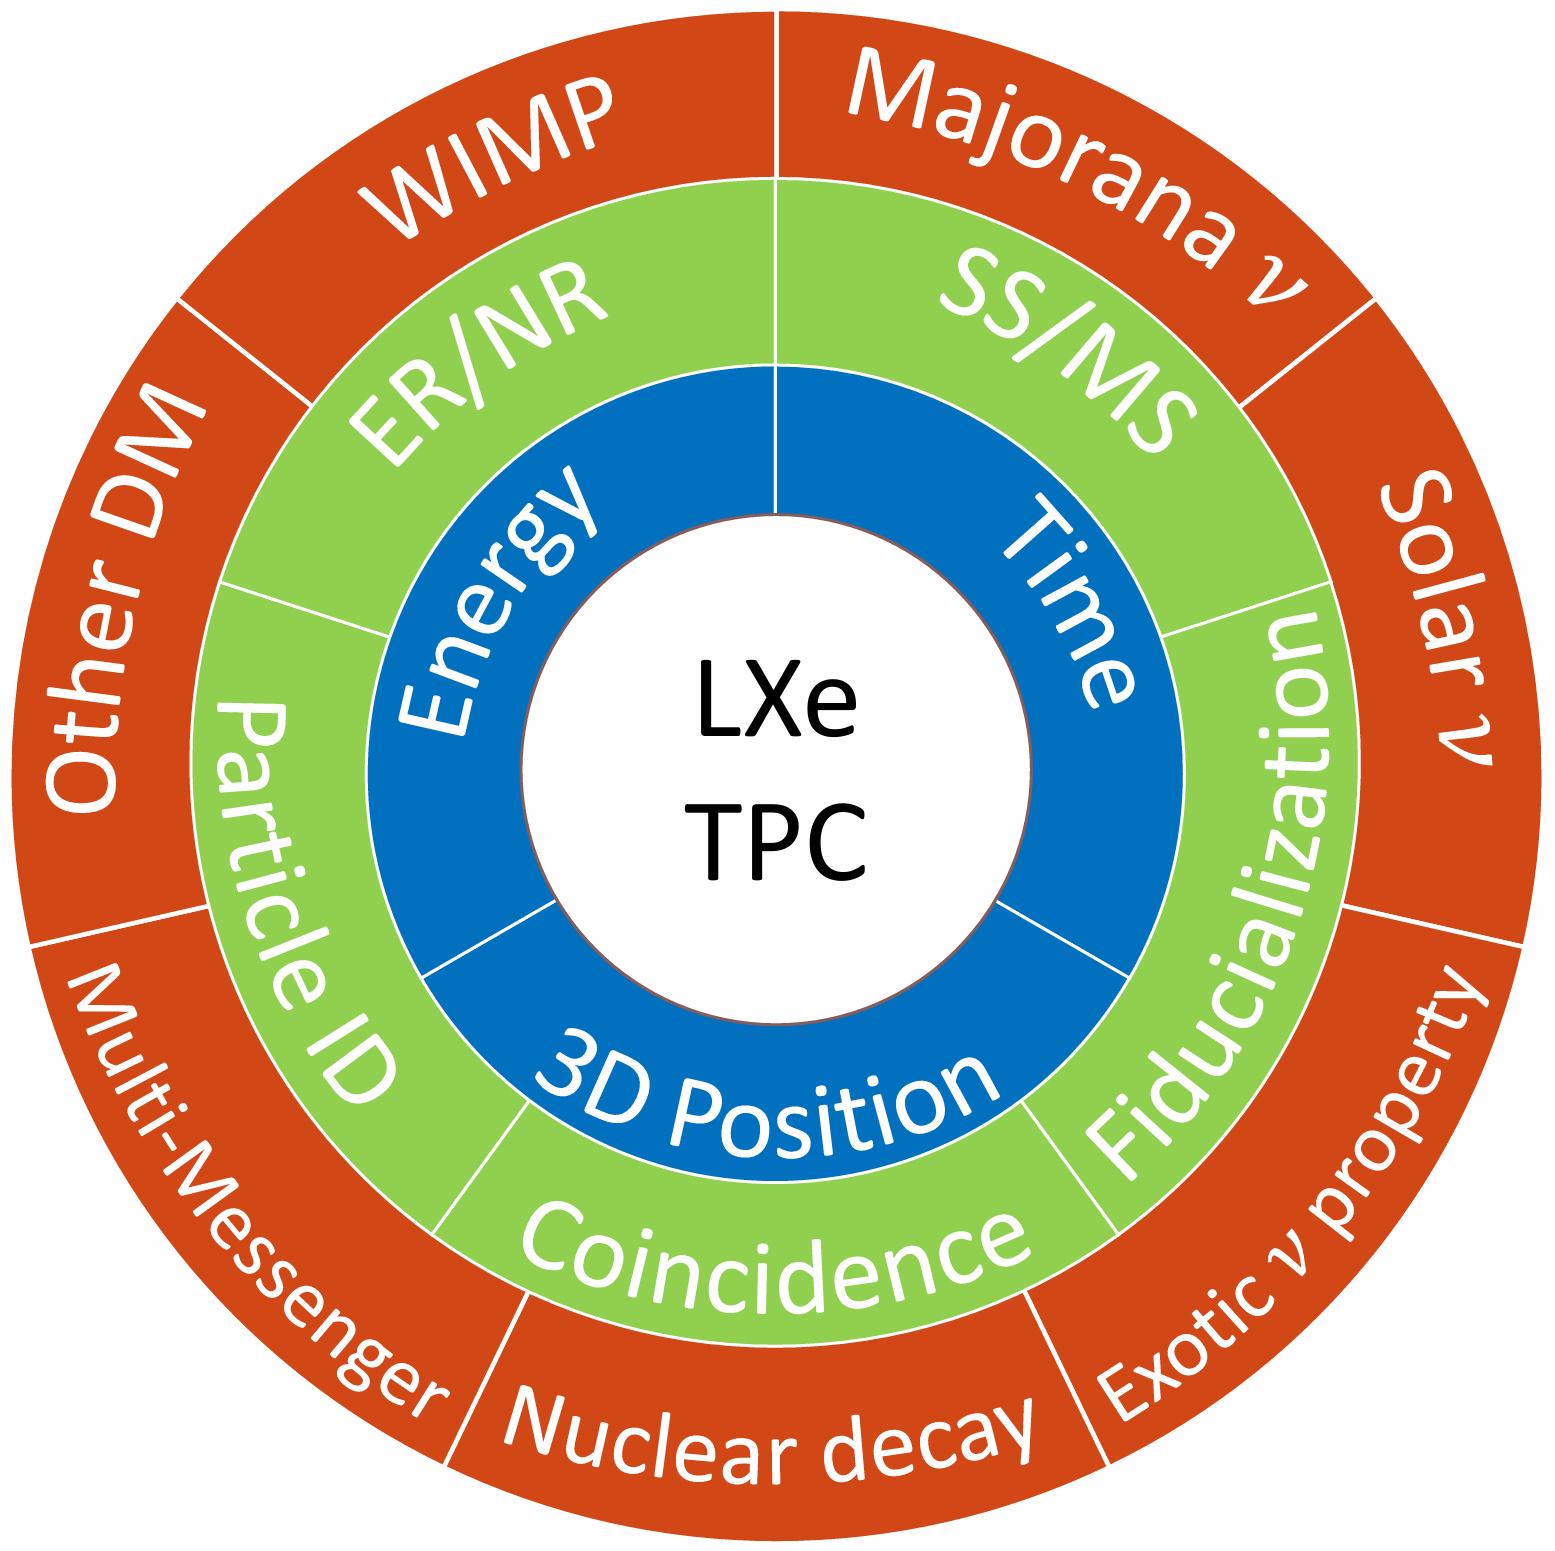 LXe
TPC
Energy
Time
3D Position
ER/NR
SS/MS
Fiducialization
Coincidence
Particle ID
WIMP
Majorana ν
Solar ν
Exotic ν property
Nuclear decay
Multi-Messenger
Other DM